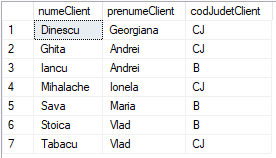 numeClient prenumeClient codJudetClient
1 Dinescu Georgiana CJ
2 Ghita Andrei CJ
3 Iancu Andrei B
4 Mihalache Ionela CJ
5 Sava Maria B
6 Stoica Vlad B
7 Tabacu Vlad CJ